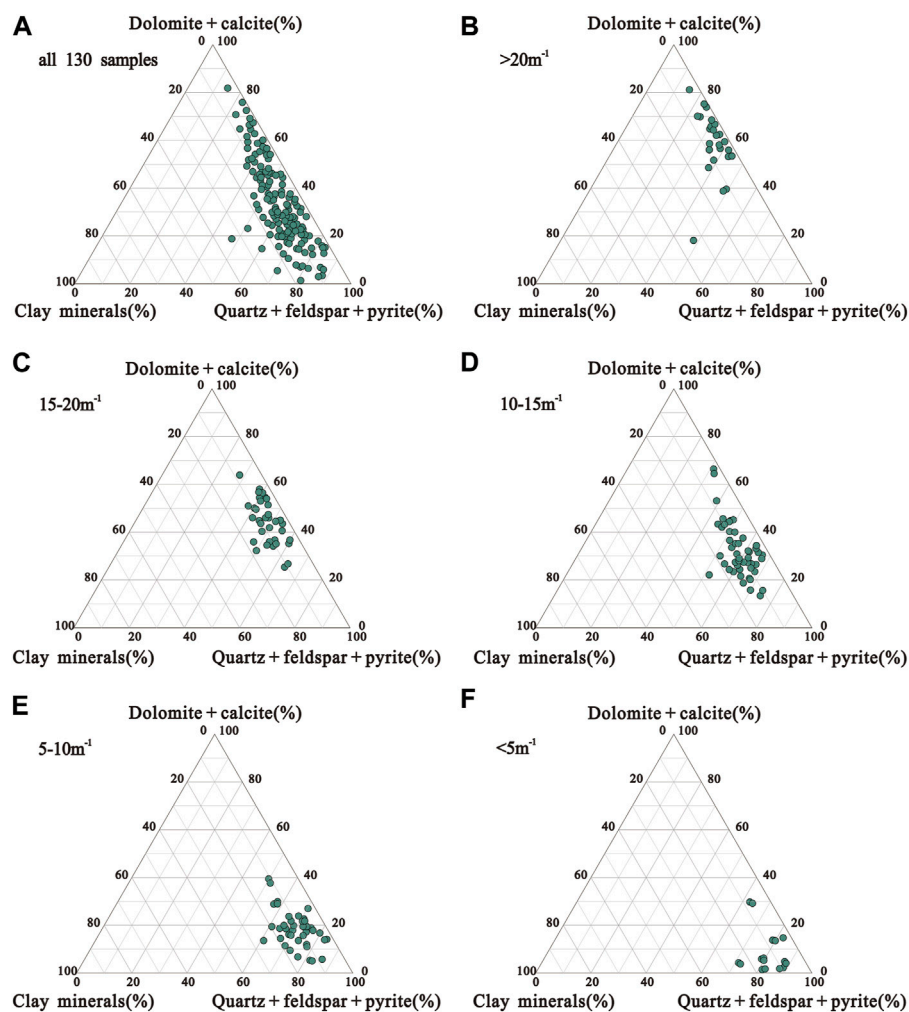 A
Dolomite + calcite(%)
0 100
all 130 samples
20 80
40 60
60 40
80 20
100 0
0 20 40 60 80 100
Clay minerals(%) Quartz + feldspar + pyrite(%)
B
Dolomite + calcite(%)
0 100
>20m⁻¹
20 80
40 60
60 40
80 20
100 0
0 20 40 60 80 100
Clay minerals(%) Quartz + feldspar + pyrite(%)
C
Dolomite + calcite(%)
0 100
15-20m⁻¹
20 80
40 60
60 40
80 20
100 0
0 20 40 60 80 100
Clay minerals(%) Quartz + feldspar + pyrite(%)
D
Dolomite + calcite(%)
0 100
10-15m⁻¹
20 80
40 60
60 40
80 20
100 0
0 20 40 60 80 100
Clay minerals(%) Quartz + feldspar + pyrite(%)
E
Dolomite + calcite(%)
0 100
5-10m⁻¹
20 80
40 60
60 40
80 20
100 0
0 20 40 60 80 100
Clay minerals(%) Quartz + feldspar + pyrite(%)
F
Dolomite + calcite(%)
0 100
<5m⁻¹
20 80
40 60
60 40
80 20
100 0
0 20 40 60 80 100
Clay minerals(%) Quartz + feldspar + pyrite(%)